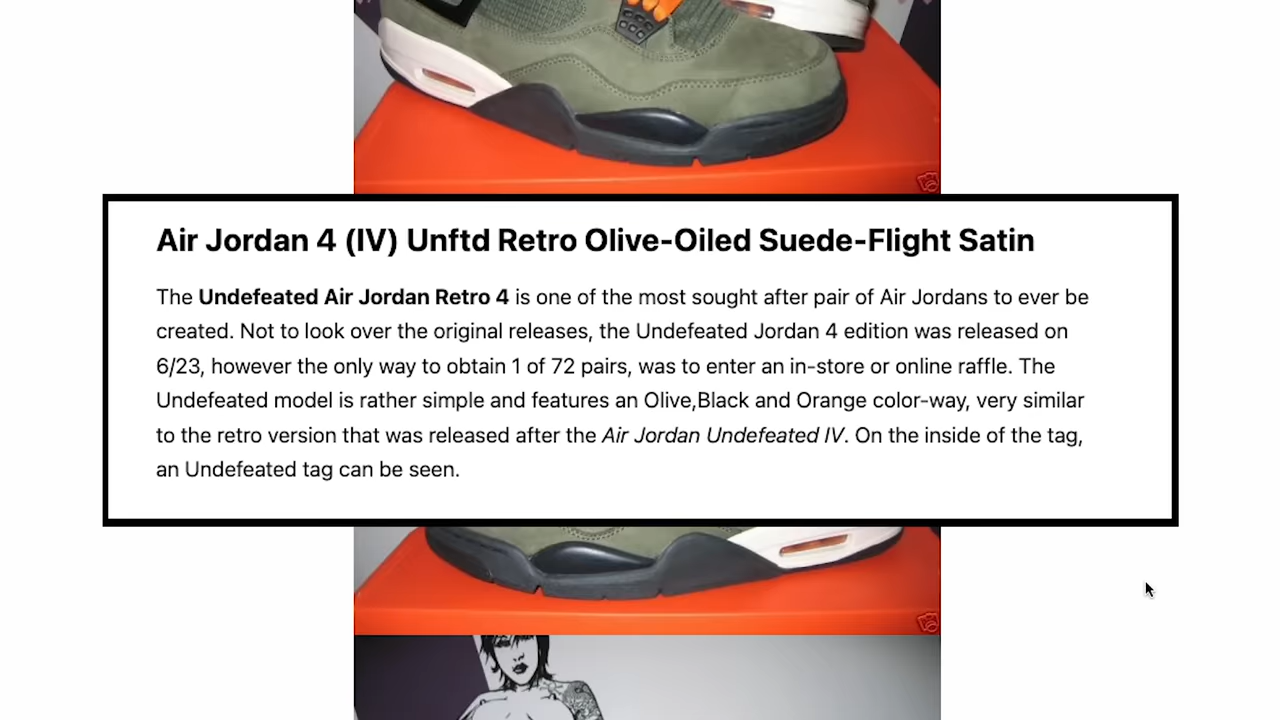 Air Jordan 4 (IV) Unftd Retro Olive-Oiled Suede-Flight Satin
The Undefeated Air Jordan Retro 4 is one of the most sought after pair of Air Jordans to ever be
created. Not to look over the original releases, the Undefeated Jordan 4 edition was released on
6/23, however the only way to obtain 1 of 72 pairs, was to enter an in-store or online raffle. The
Undefeated model is rather simple and features an Olive,Black and Orange color-way, very similar
to the retro version that was released after the Air Jordan Undefeated IV. On the inside of the tag,
an Undefeated tag can be seen.